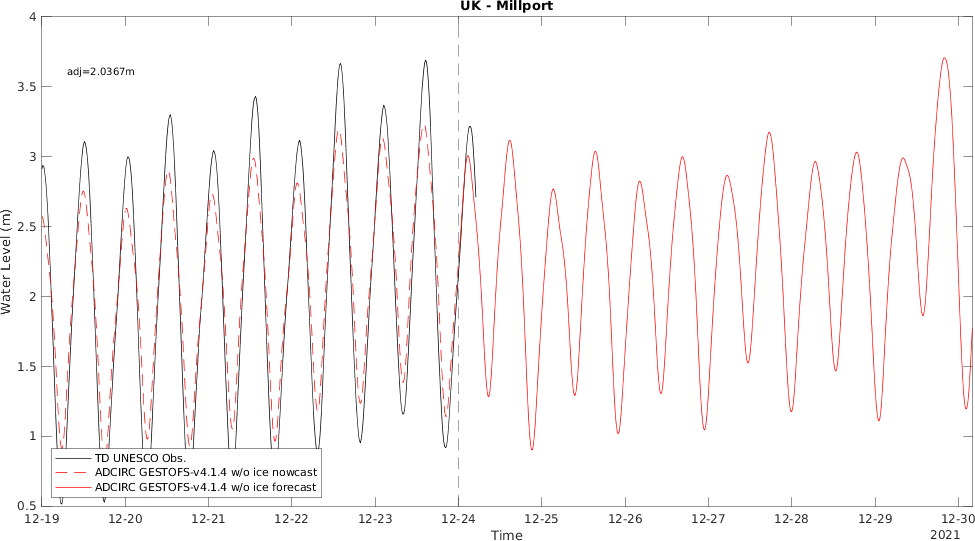 UK - Millport
4
adj=2.0367m
3.5
3
2.5
2
1.5
1
0.5
Water Level (m)
TD UNESCO Obs.
ADCIRC GESTOFS-v4.1.4 w/o ice nowcast
ADCIRC GESTOFS-v4.1.4 w/o ice forecast
12-19 12-20 12-21 12-22 12-23 12-24 12-25 12-26 12-27 12-28 12-29 12-30
Time
2021